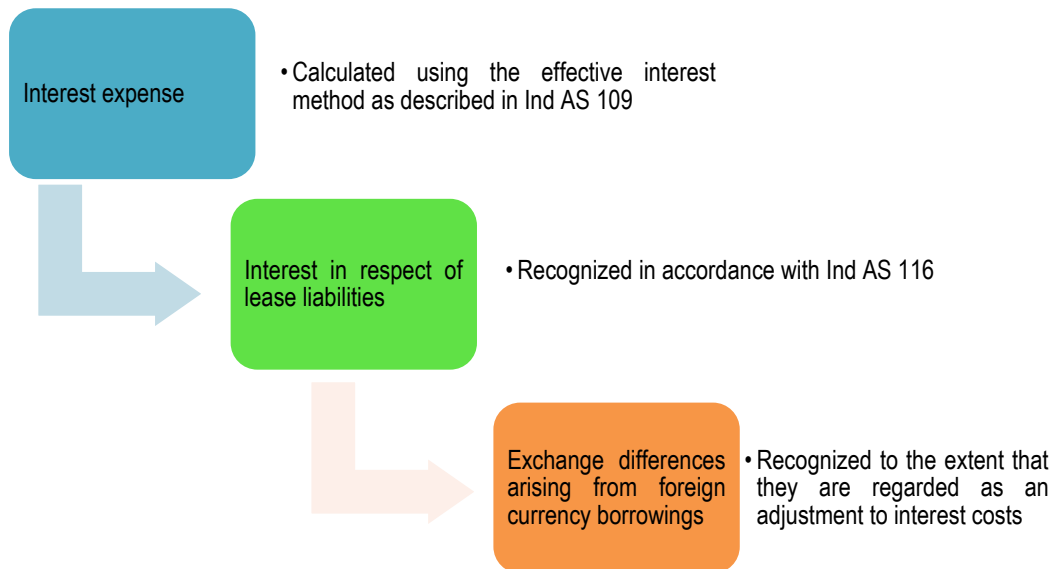 Interest expense
• Calculated using the effective interest
method as described in Ind AS 109
Interest in respect of
lease liabilities
• Recognized in accordance with Ind AS 116
Exchange differences
arising from foreign
currency borrowings
• Recognized to the extent that
they are regarded as an
adjustment to interest costs